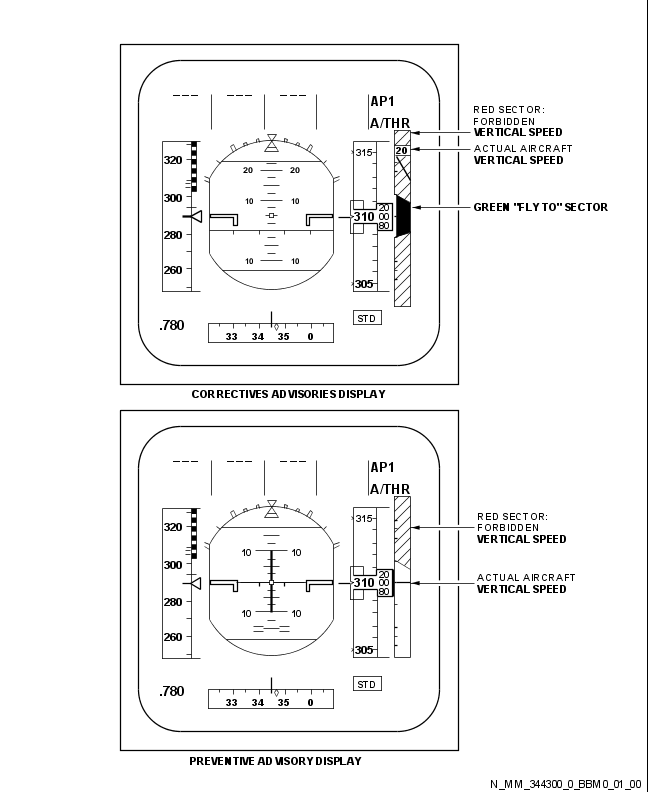 AP1
A/THR
RED SECTOR:
FORBIDDEN
VERTICAL SPEED
ACTUAL AIRCRAFT
VERTICAL SPEED
GREEN "FLY TO" SECTOR
320
300
280
260
20 20
10 10
10 10
315
310
305
20
00
80
20
STD
.780
33 34 35 0
CORRECTIVES ADVISORIES DISPLAY
AP1
A/THR
RED SECTOR:
FORBIDDEN
VERTICAL SPEED
ACTUAL AIRCRAFT
VERTICAL SPEED
320
300
280
260
10 10
10 10
315
310
305
20
00
80
STD
.780
33 34 35 0
PREVENTIVE ADVISORY DISPLAY
N_MM_344300_0_BBM0_01_00